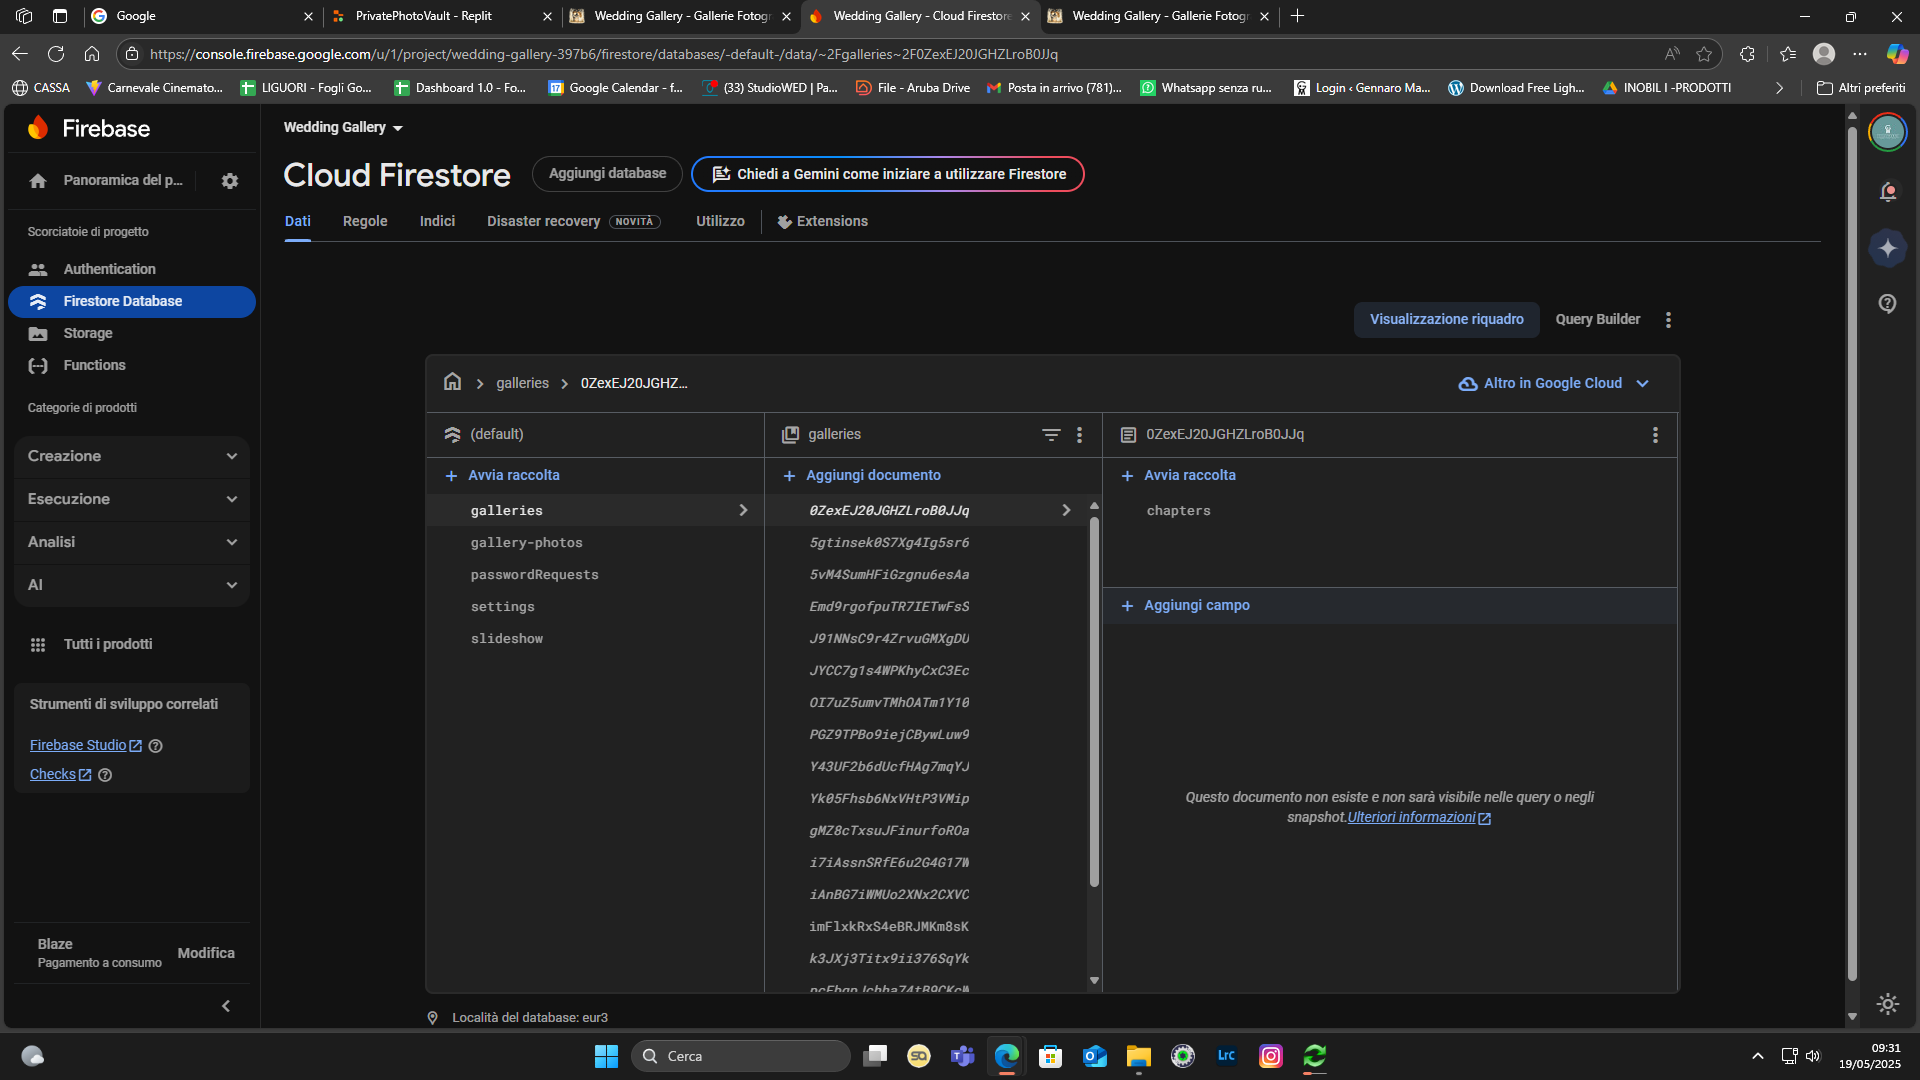 Google
PrivatePhotoVault - Replit
Wedding Gallery - Gallerie Fotogr
Wedding Gallery - Cloud Firestore
Wedding Gallery - Gallerie Fotogr
https://console.firebase.google.com/u/1/project/wedding-gallery-397b6/firestore/databases/-default-/data/~2Fgalleries~2F0ZexEJ20JGHZLroB0JJq
CASSA
Carnevale Cinemato...
LIGUORI - Fogli Go...
Dashboard 1.0 - Fo...
Google Calendar - f...
(33) StudioWED | Pa...
File - Aruba Drive
Posta in arrivo (781)...
Whatsapp senza ru...
Login ‹ Gennaro Ma...
Download Free Ligh...
INOBIL I -PRODOTTI
Altri preferiti
Firebase
Wedding Gallery
Panoramica del p...
Cloud Firestore
Aggiungi database
Chiedi a Gemini come iniziare a utilizzare Firestore
Dati
Regole
Indici
Disaster recovery NOVITÀ
Utilizzo
Extensions
Scorciatoie di progetto
Authentication
Firestore Database
Storage
Functions
Categorie di prodotti
Creazione
Esecuzione
Analisi
AI
Tutti i prodotti
Strumenti di sviluppo correlati
Firebase Studio
Checks
Blaze
Pagamento a consumo
Modifica
Visualizzazione riquadro
Query Builder
galleries
0ZexEJ20JGHZ...
Altro in Google Cloud
(default)
+ Avvia raccolta
galleries
gallery-photos
passwordRequests
settings
slideshow
galleries
+ Aggiungi documento
0ZexEJ20JGHZLroB0JJq
5gtinsek0S7Xg4Ig5sr6
5vM4SumHFiGzgnu6esAa
Emd9rgofpuTR7IETwFsS
J91NNsC9r4ZrvuGMXgDU
JYCC7g1s4WPKhyCxC3Ec
OI7uZ5umvTMhOATm1Y10
PGZ9TPBo9iejCBywLuw9
Y43UF2b6dUcfHAg7mqYJ
Yk05Fhsb6NxVHtP3VMip
gMZ8cTxsuJFinurfoROa
i7iAssnSRfE6u2G4G17W
iAnBG7iWMUo2XNx2CXVC
imFlxkRxS4eBRJMKm8sK
k3JXj3Titx9ii376SqYk
0ZexEJ20JGHZLroB0JJq
+ Avvia raccolta
chapters
+ Aggiungi campo
Questo documento non esiste e non sarà visibile nelle query o negli
snapshot.Ulteriori informazioni
Località del database: eur3
Cerca
SQ
LrC
09:31
19/05/2025